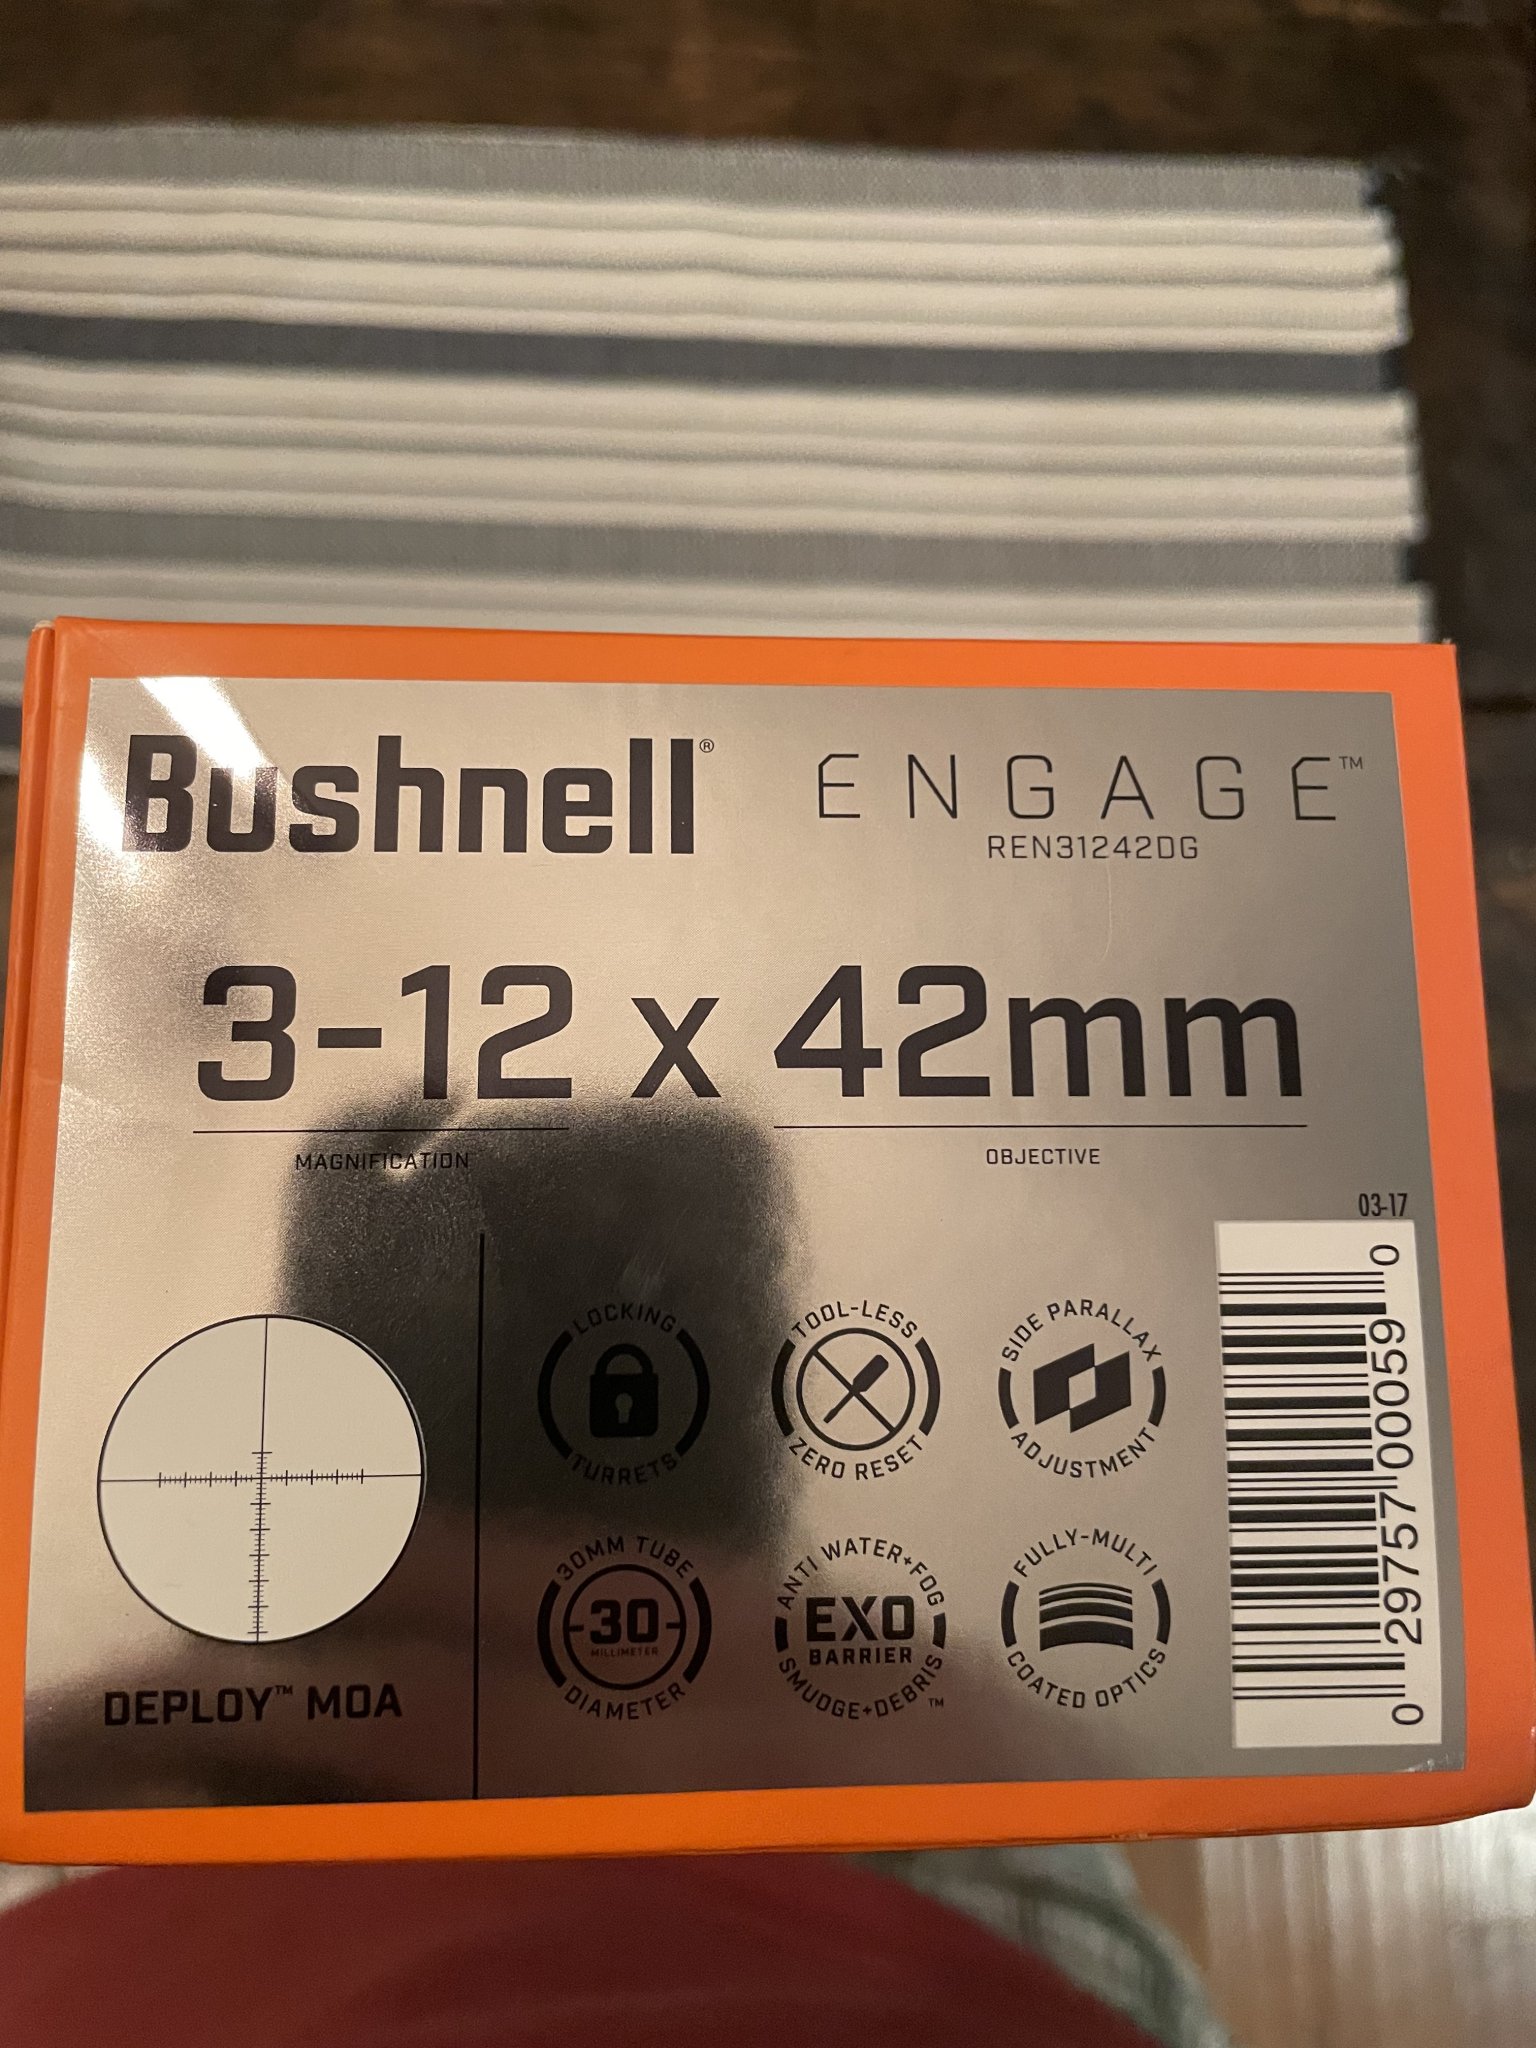 Bushnell®
ENGAGE™
REN31242DG
3-12 x 42mm
MAGNIFICATION
OBJECTIVE
03-17
DEPLOY™ MOA
LOCKING
TURRETS
TOOL-LESS
ZERO RESET
SIDE PARALLAX
ADJUSTMENT
30MM TUBE
30
MILLIMETER
DIAMETER
ANTI WATER+FOG
EXO
BARRIER
SMUDGE+DEBRIS™
FULLY-MULTI
COATED OPTICS
0 29757 00059 0